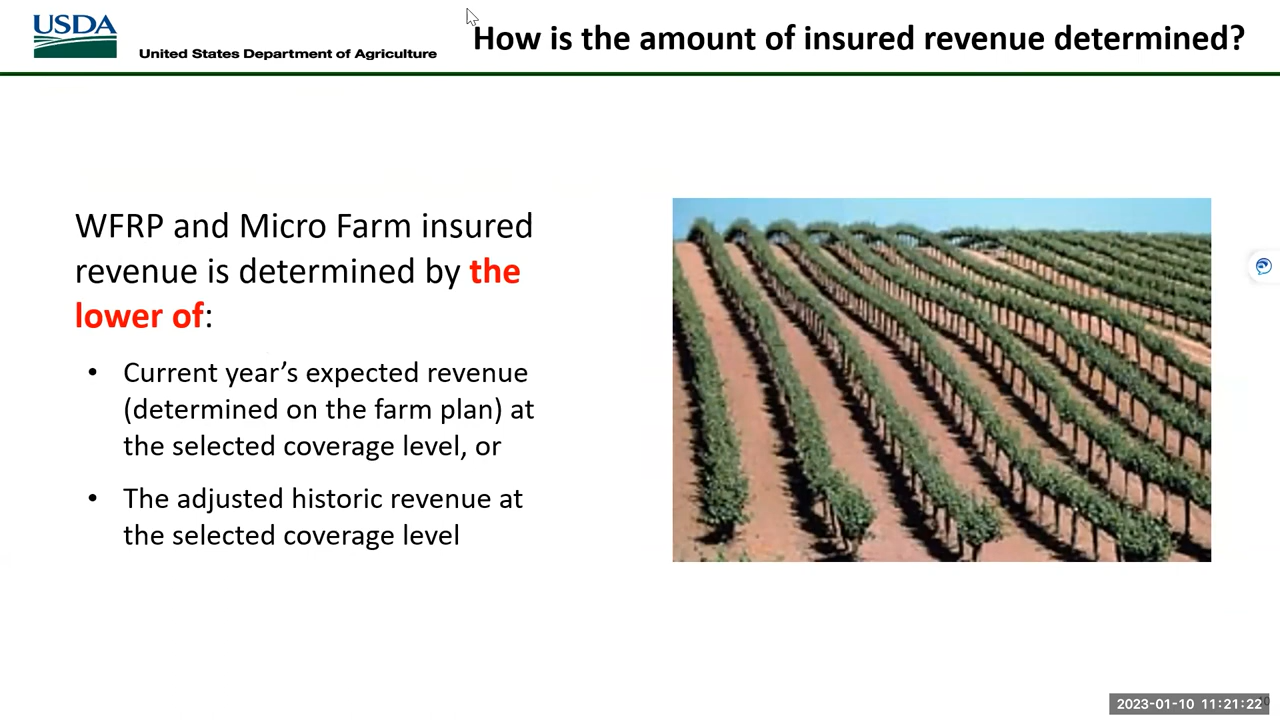 USDA
United States Department of Agriculture
How is the amount of insured revenue determined?
WFRP and Micro Farm insured
revenue is determined by the
lower of:
• Current year’s expected revenue
(determined on the farm plan) at
the selected coverage level, or
• The adjusted historic revenue at
the selected coverage level
2023-01-10 11:21:22